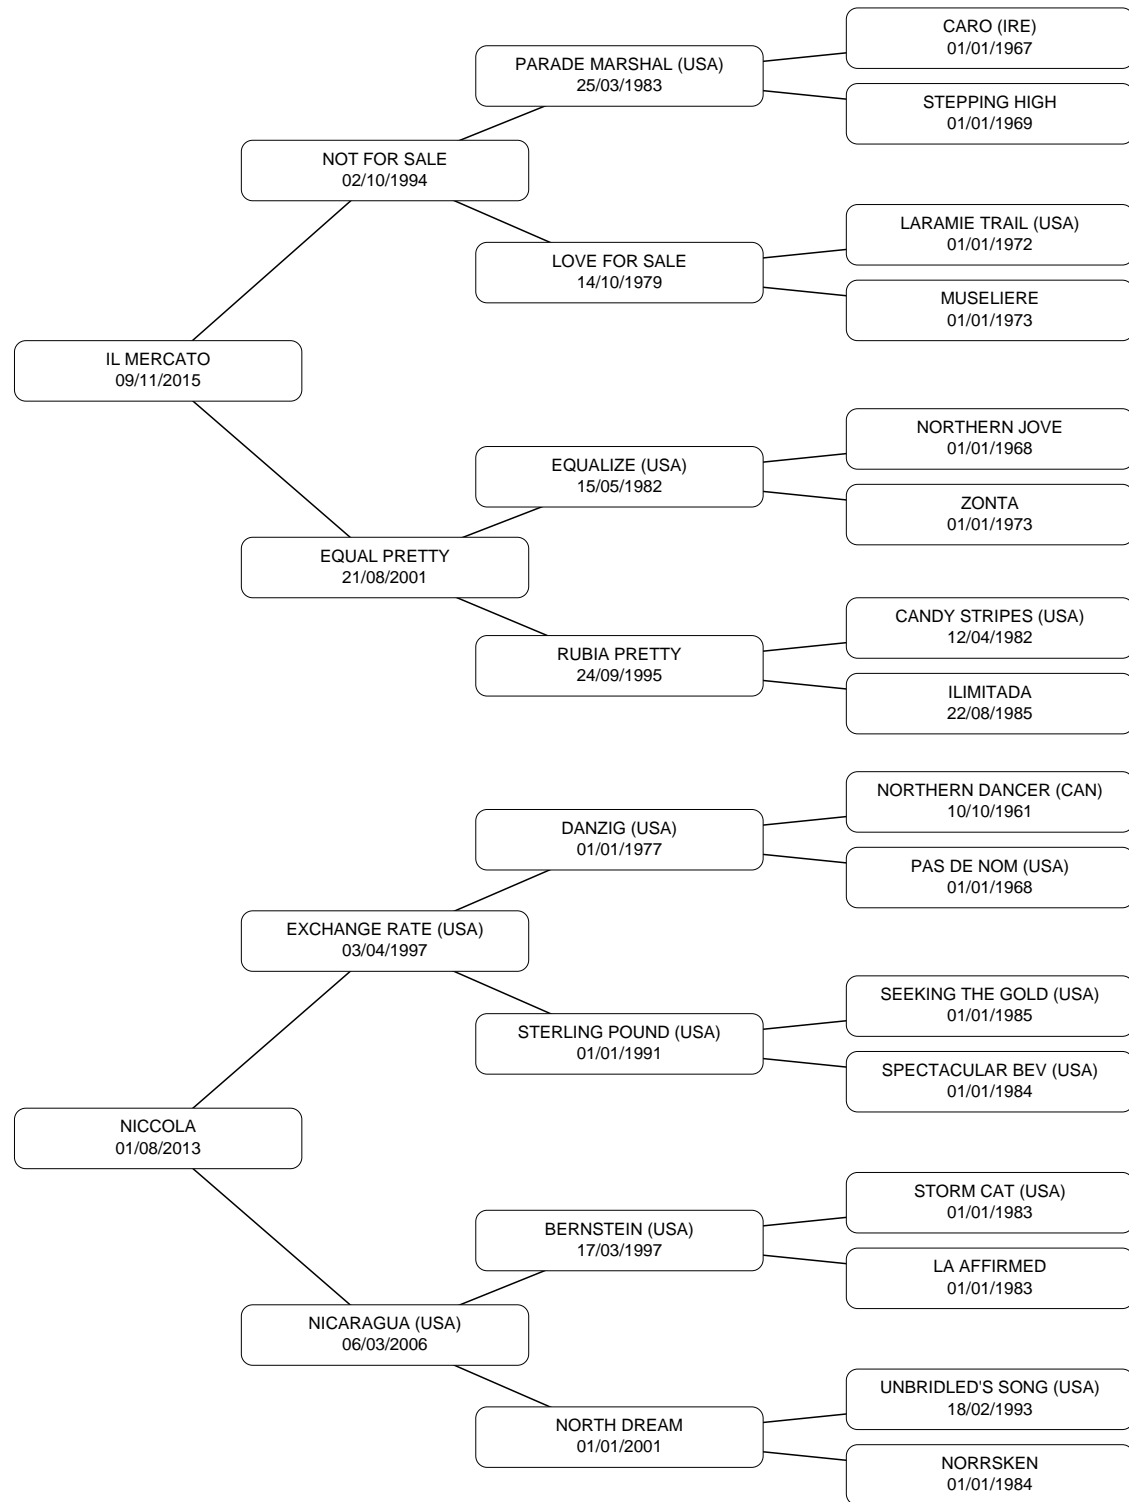 CARO (IRE)
01/01/1967
PARADE MARSHAL (USA)
25/03/1983
STEPPING HIGH
01/01/1969
NOT FOR SALE
02/10/1994
LARAMIE TRAIL (USA)
01/01/1972
LOVE FOR SALE
14/10/1979
MUSELIERE
01/01/1973
IL MERCATO
09/11/2015
NORTHERN JOVE
01/01/1968
EQUALIZE (USA)
15/05/1982
ZONTA
01/01/1973
EQUAL PRETTY
21/08/2001
CANDY STRIPES (USA)
12/04/1982
RUBIA PRETTY
24/09/1995
ILIMITADA
22/08/1985
NORTHERN DANCER (CAN)
10/10/1961
DANZIG (USA)
01/01/1977
PAS DE NOM (USA)
01/01/1968
EXCHANGE RATE (USA)
03/04/1997
SEEKING THE GOLD (USA)
01/01/1985
STERLING POUND (USA)
01/01/1991
SPECTACULAR BEV (USA)
01/01/1984
NICCOLA
01/08/2013
STORM CAT (USA)
01/01/1983
BERNSTEIN (USA)
17/03/1997
LA AFFIRMED
01/01/1983
NICARAGUA (USA)
06/03/2006
UNBRIDLED'S SONG (USA)
18/02/1993
NORTH DREAM
01/01/2001
NORRSKEN
01/01/1984